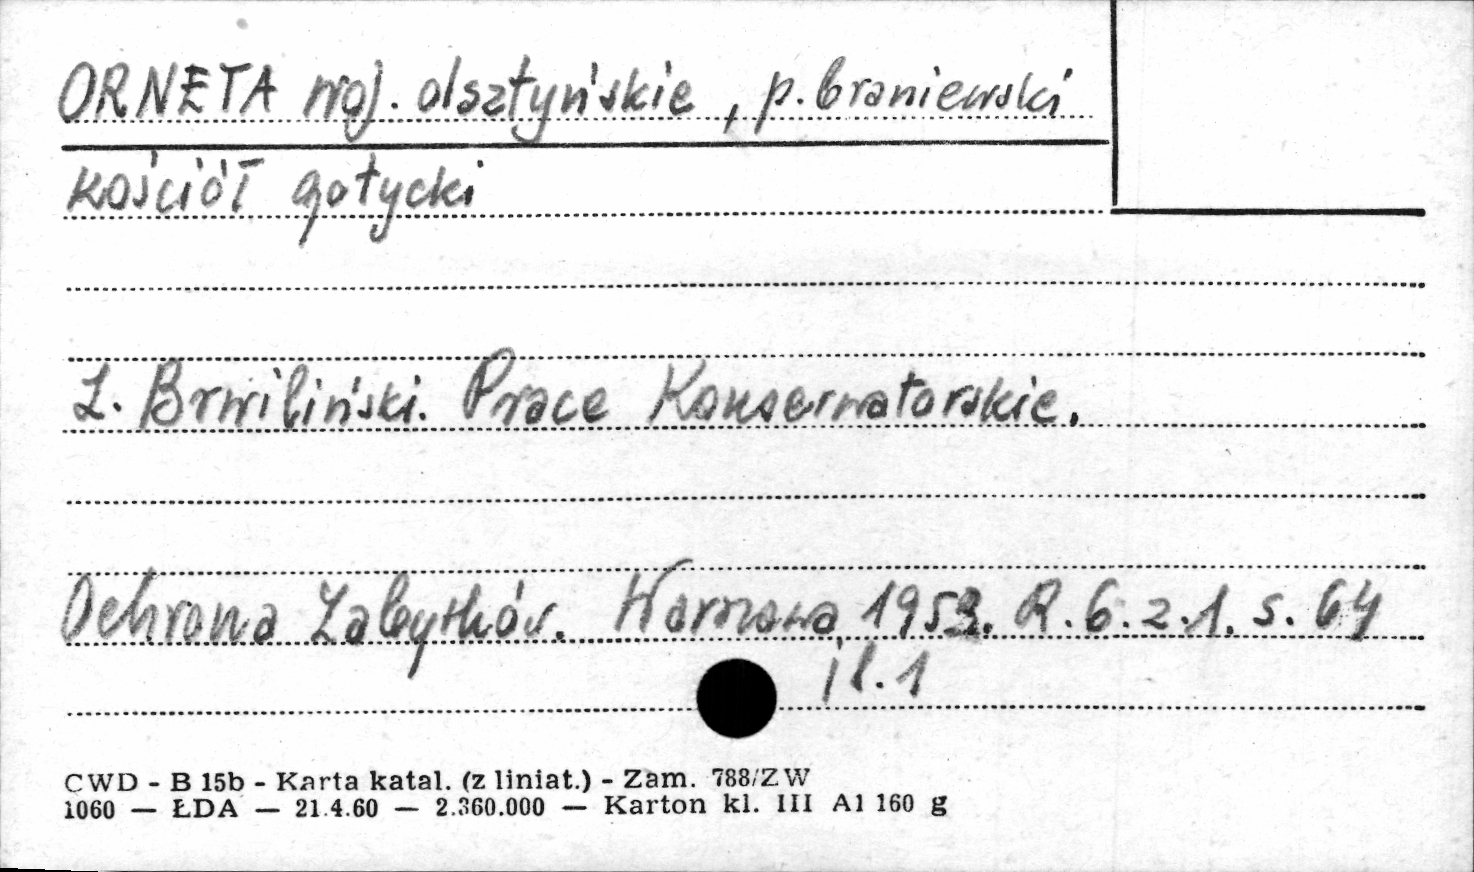 ORNETA woj. olsztyńskie, p. braniewski
kościół gotycki
L. Brwiliński. Prace Konserwatorskie.
Ochrona Zabytków. Warszawa 1953. R. 6. z. 1. s. 64
il. 1
CWD - B 15b - Karta katal. (z liniat.) - Zam. 788/ZW
1060 — ŁDA — 21.4.60 — 2.360.000 — Karton kl. III A1 160 g